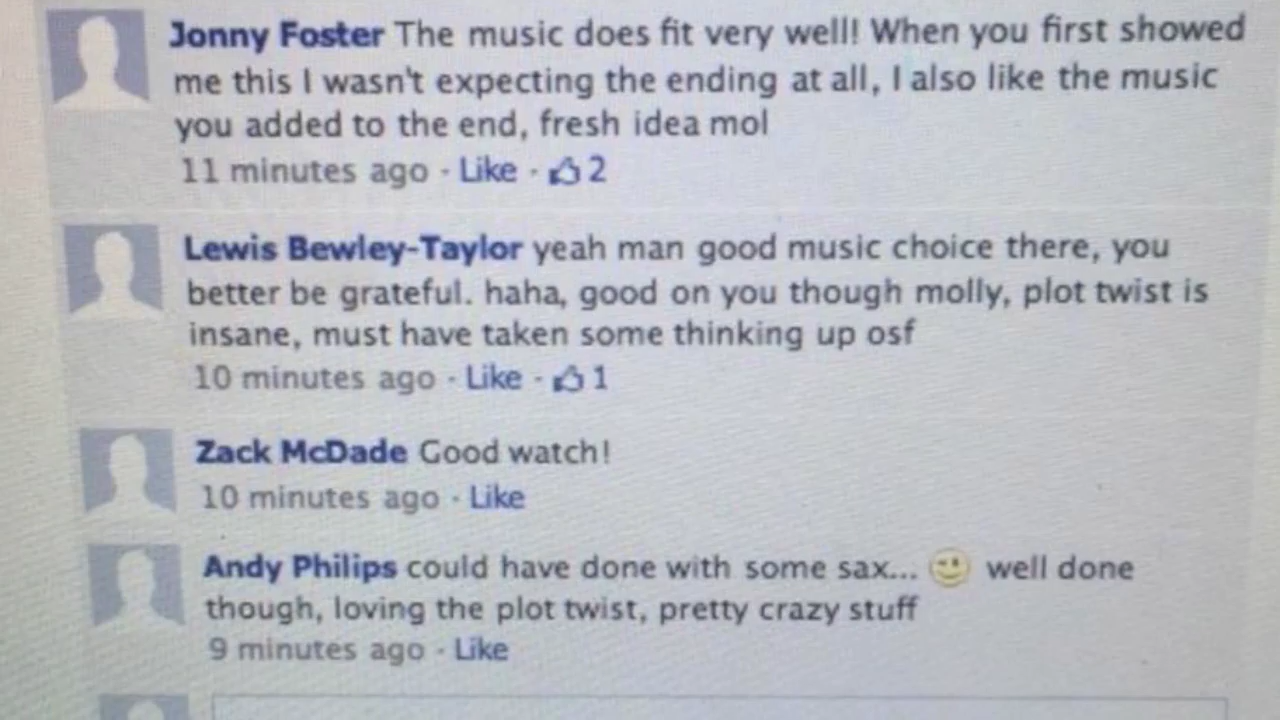 Jonny Foster The music does fit very well! When you first showed
me this I wasn't expecting the ending at all, I also like the music
you added to the end, fresh idea mol
11 minutes ago · Like · 2
Lewis Bewley-Taylor yeah man good music choice there, you
better be grateful. haha, good on you though molly, plot twist is
insane, must have taken some thinking up osf
10 minutes ago · Like · 1
Zack McDade Good watch!
10 minutes ago · Like
Andy Philips could have done with some sax... well done
though, loving the plot twist, pretty crazy stuff
9 minutes ago · Like